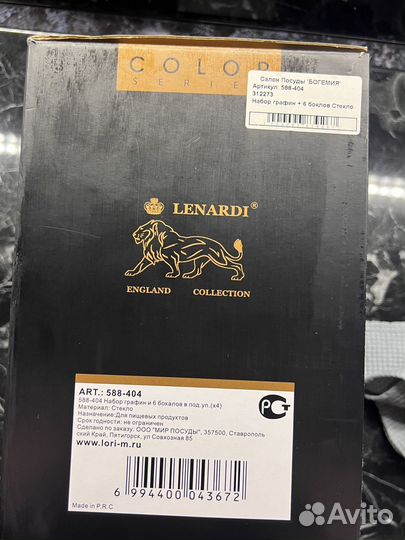 COLOR
SERIES
Салон Посуды "БОГЕМИЯ"
Артикул: 588-404
312273
Набор графин + 6 боклов Стекло
LENARDI®
ENGLAND COLLECTION
ART.: 588-404
588-404 Набор графин и 6 бокалов в под.уп.(х4)
Материал: Стекло
Назначение:Для пищевых продуктов
Срок годности: не ограничен
Сделано по заказу: ООО "МИР ПОСУДЫ", 357500, Ставрополь
ский Край, Пятигорск, ул Совхозная 85
www.lori-m.ru
РСТ
6 994400 043672
Made in P.R.C.
Avito